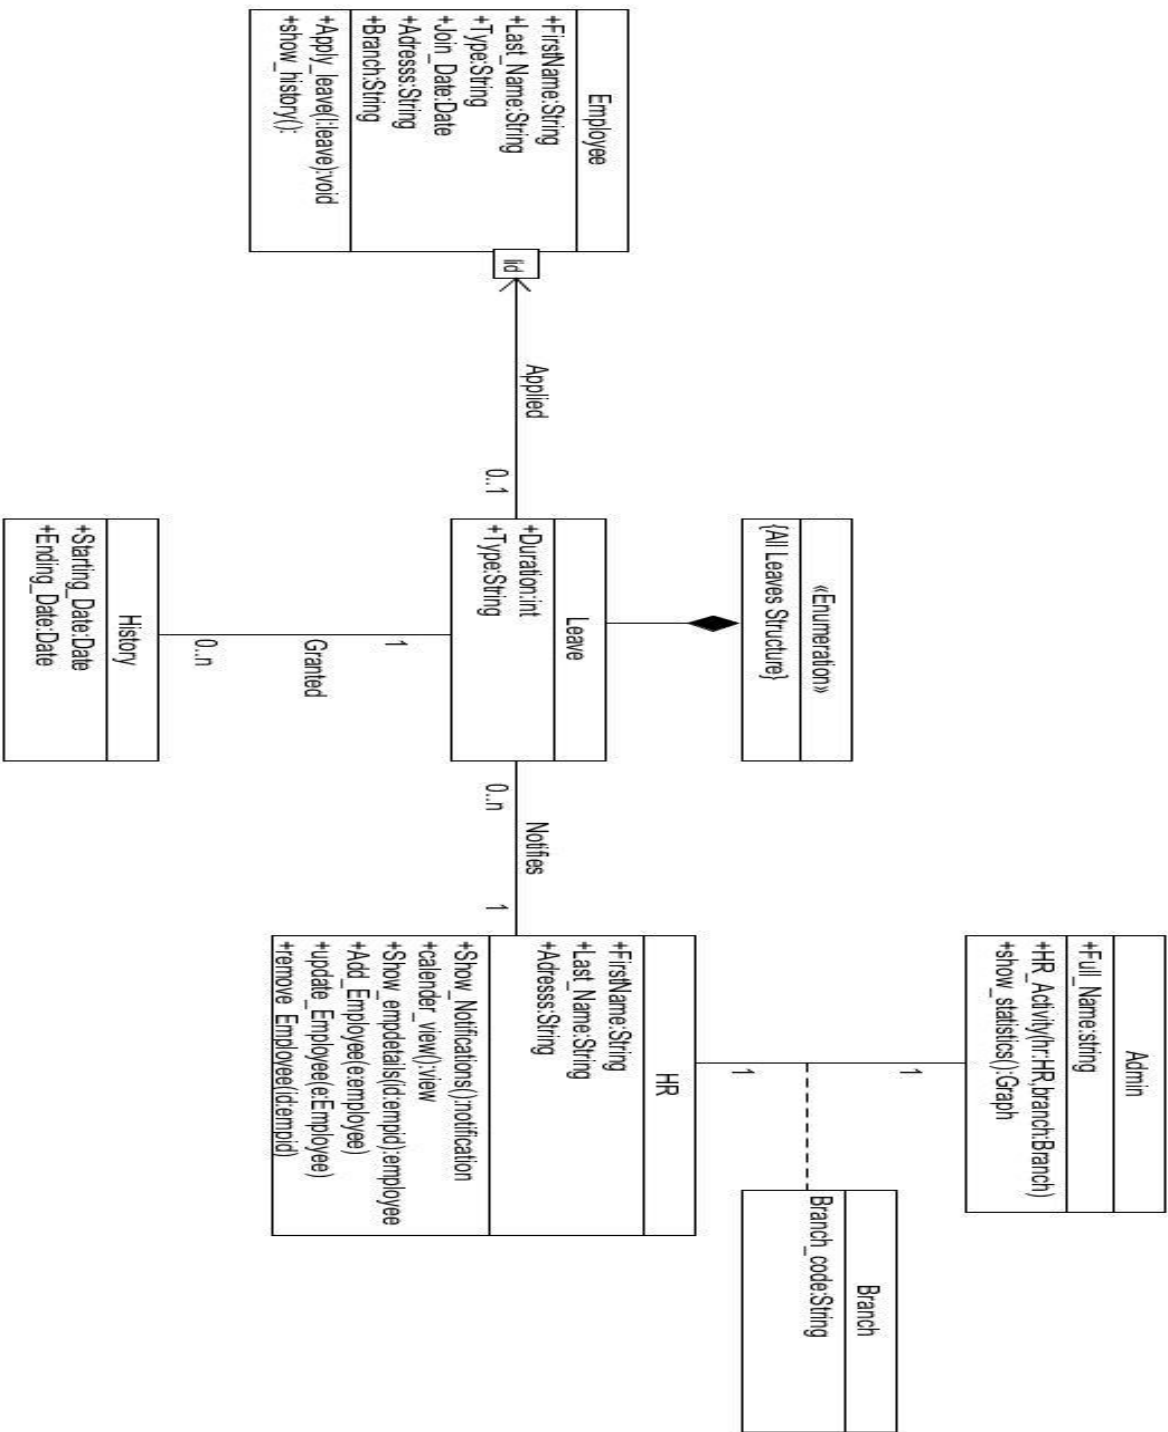 Employee
+FirstName:String
+Last_Name:String
+Type:String
+Join_Date:Date
+Adresss:String
+Branch:String
+Apply_leave(l:leave):void
+show_history():
lid
Applied
0..1
«Enumeration»
{All Leaves Structure}
Leave
+Duration:int
+Type:String
1
Granted
0..n
History
+Starting_Date:Date
+Ending_Date:Date
0..n
Notifies
1
Admin
+Full_Name:string
+HR_Activity(hr:HR,branch:Branch)
+show_statistics():Graph
1
1
Branch
Branch_code:String
HR
+FirstName:String
+Last_Name:String
+Adresss:String
+Show_Notifications():notification
+calender_view():view
+Show_empdetails(id:empid):employee
+Add_Employee(e:employee)
+update_Employee(e:Employee)
+remove_Employee(id:empid)